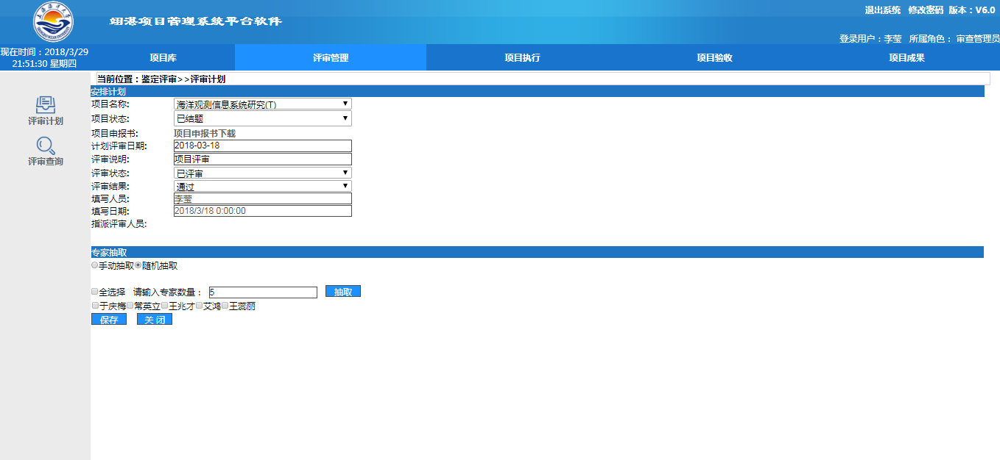 翊港项目管理系统平台软件
退出系统 修改密码 版本：V6.0
登录用户：李莹 所属角色： 审查管理员
现在时间：2018/3/29
21:51:30 星期四
项目库 评审管理 项目执行 项目验收 项目成果
当前位置：鉴定评审>>评审计划
评审计划
评审查询
安排计划
项目名称: 海洋观测信息系统研究(T)
项目状态: 已结题
项目申报书: 项目申报书下载
计划评审日期: 2018-03-18
评审说明: 项目评审
评审状态: 已评审
评审结果: 通过
填写人员: 李莹
填写日期: 2018/3/18 0:00:00
指派评审人员:
专家抽取
手动抽取 随机抽取
全选择 请输入专家数量： 5 抽取
于庆梅 常英立 王兆才 艾鸿 王蕊丽
保存 关 闭